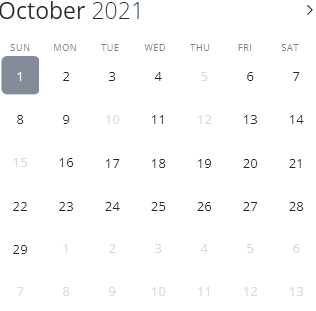 October 2021
SUN MON TUE WED THU FRI SAT
1 2 3 4 5 6 7
8 9 10 11 12 13 14
15 16 17 18 19 20 21
22 23 24 25 26 27 28
29 1 2 3 4 5 6
7 8 9 10 11 12 13